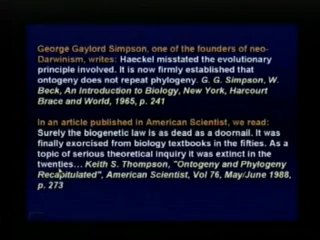 George Gaylord Simpson, one of the founders of neo-
Darwinism, writes: Haeckel misstated the evolutionary
principle involved. It is now firmly established that
ontogeny does not repeat phylogeny. G. G. Simpson, W.
Beck, An Introduction to Biology, New York, Harcourt
Brace and World, 1965, p. 241
In an article published in American Scientist, we read:
Surely the biogenetic law is as dead as a doornail. It was
finally exorcised from biology textbooks in the fifties. As a
topic of serious theoretical inquiry it was extinct in the
twenties... Keith S. Thompson, "Ontogeny and Phylogeny
Recapitulated", American Scientist, Vol 76, May/June 1988,
p. 273